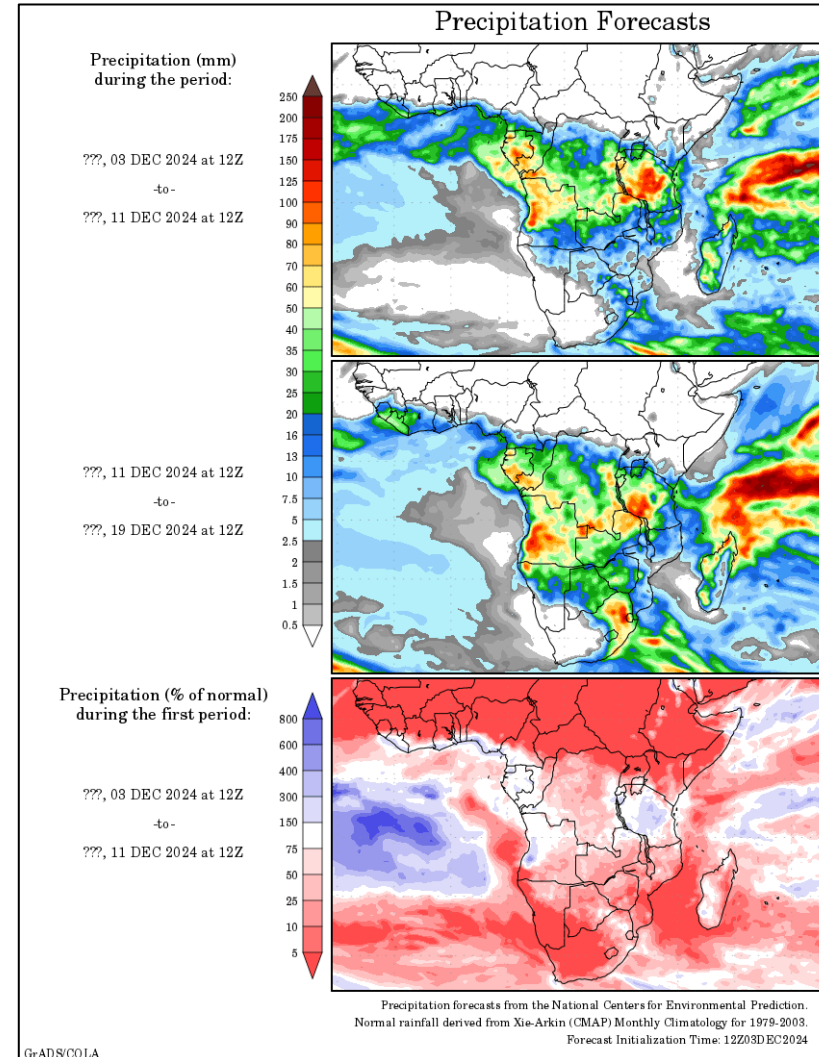 Precipitation Forecasts
Precipitation (mm)
during the period:
???, 03 DEC 2024 at 12Z
-to-
???, 11 DEC 2024 at 12Z
250
200
175
150
125
100
90
80
70
60
50
40
35
30
25
20
16
13
10
7.5
5
2.5
2
1.5
1
0.5
???, 11 DEC 2024 at 12Z
-to-
???, 19 DEC 2024 at 12Z
Precipitation (% of normal)
during the first period:
???, 03 DEC 2024 at 12Z
-to-
???, 11 DEC 2024 at 12Z
800
600
400
300
150
75
50
25
10
5
Precipitation forecasts from the National Centers for Environmental Prediction.
Normal rainfall derived from Xie-Arkin (CMAP) Monthly Climatology for 1979-2003.
Forecast Initialization Time: 12Z03DEC2024
GrADS/COLA